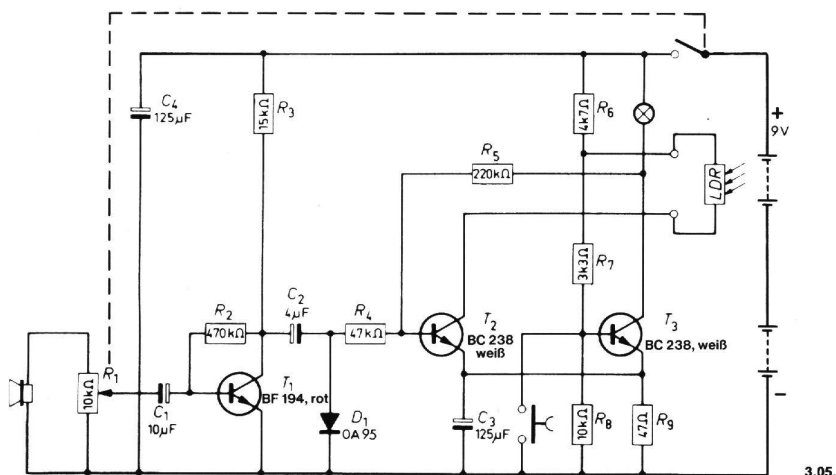 C4
125µF
15kΩ
R3
4k7Ω
R6
+
9V
R5
220kΩ
LDR
3k3Ω
R7
R2
470kΩ
C2
4µF
R4
47kΩ
T2
BC 238
weiß
T3
BC 238, weiß
R1
10kΩ
C1
10µF
T1
BF 194, rot
D1
OA95
C3
125µF
10kΩ
R8
47Ω
R9
−
3.05